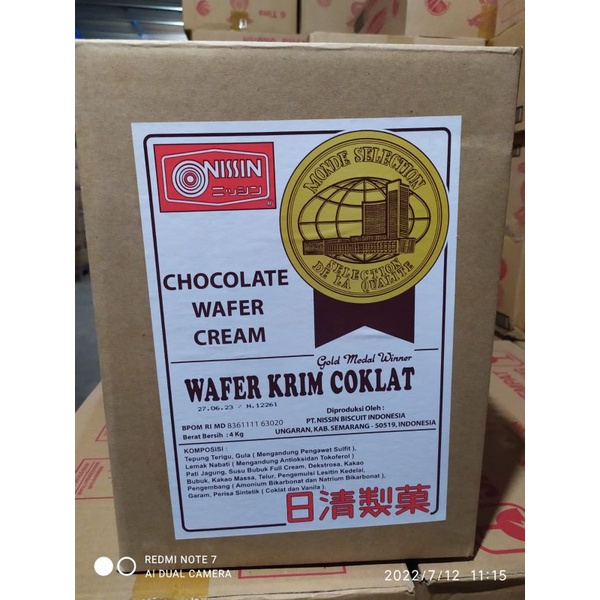 NISSIN
ニッシン
MONDE SELECTION
SELECTION
DE LA QUALITE
CHOCOLATE
WAFER
CREAM
Gold Medal Winner
WAFER KRIM COKLAT
27.06.23 / H.12261
BPOM RI MD 8361111 63020
Berat Bersih : 4 Kg
Diproduksi Oleh :
PT. NISSIN BISCUIT INDONESIA
UNGARAN, KAB. SEMARANG - 50519, INDONESIA
KOMPOSISI :
Tepung Terigu, Gula ( Mengandung Pengawet Sulfit ),
Lemak Nabati ( Mengandung Antioksidan Tokoferol )
Pati Jagung, Susu Bubuk Full Cream, Dekstrosa, Kakao
Bubuk, Kakao Massa, Telur, Pengemulsi Lesitin Kedelai,
Pengembang ( Amonium Bikarbonat dan Natrium Bikarbonat ),
Garam, Perisa Sintetik ( Coklat dan Vanila ).
日清製菓
REDMI NOTE 7
AI DUAL CAMERA
2022/7/12 11:15